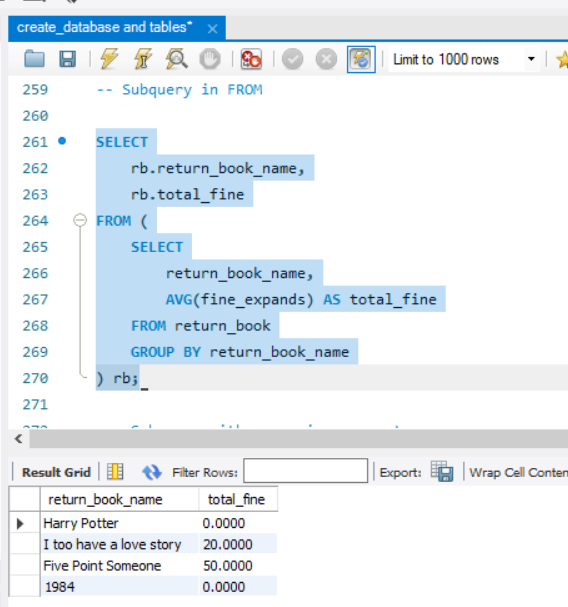 create_database and tables*
Limit to 1000 rows
259 -- Subquery in FROM
260
261 SELECT
262 rb.return_book_name,
263 rb.total_fine
264 FROM (
265 SELECT
266 return_book_name,
267 AVG(fine_expands) AS total_fine
268 FROM return_book
269 GROUP BY return_book_name
270 ) rb;
271
Result Grid Filter Rows: Export: Wrap Cell Conten
return_book_name total_fine
Harry Potter 0.0000
I too have a love story 20.0000
Five Point Someone 50.0000
1984 0.0000